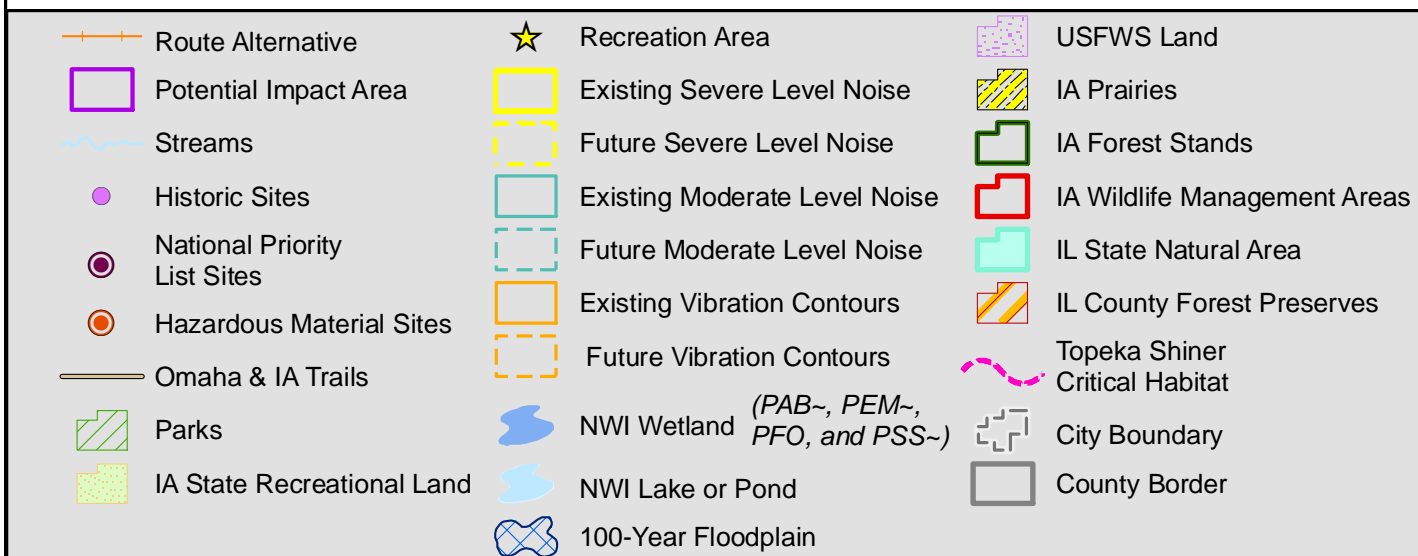 Route Alternative
Potential Impact Area
Streams
Historic Sites
National Priority
List Sites
Hazardous Material Sites
Omaha & IA Trails
Parks
IA State Recreational Land
Recreation Area
Existing Severe Level Noise
Future Severe Level Noise
Existing Moderate Level Noise
Future Moderate Level Noise
Existing Vibration Contours
Future Vibration Contours
NWI Wetland (PAB~, PEM~,
PFO, and PSS~)
NWI Lake or Pond
100-Year Floodplain
USFWS Land
IA Prairies
IA Forest Stands
IA Wildlife Management Areas
IL State Natural Area
IL County Forest Preserves
Topeka Shiner
Critical Habitat
City Boundary
County Border